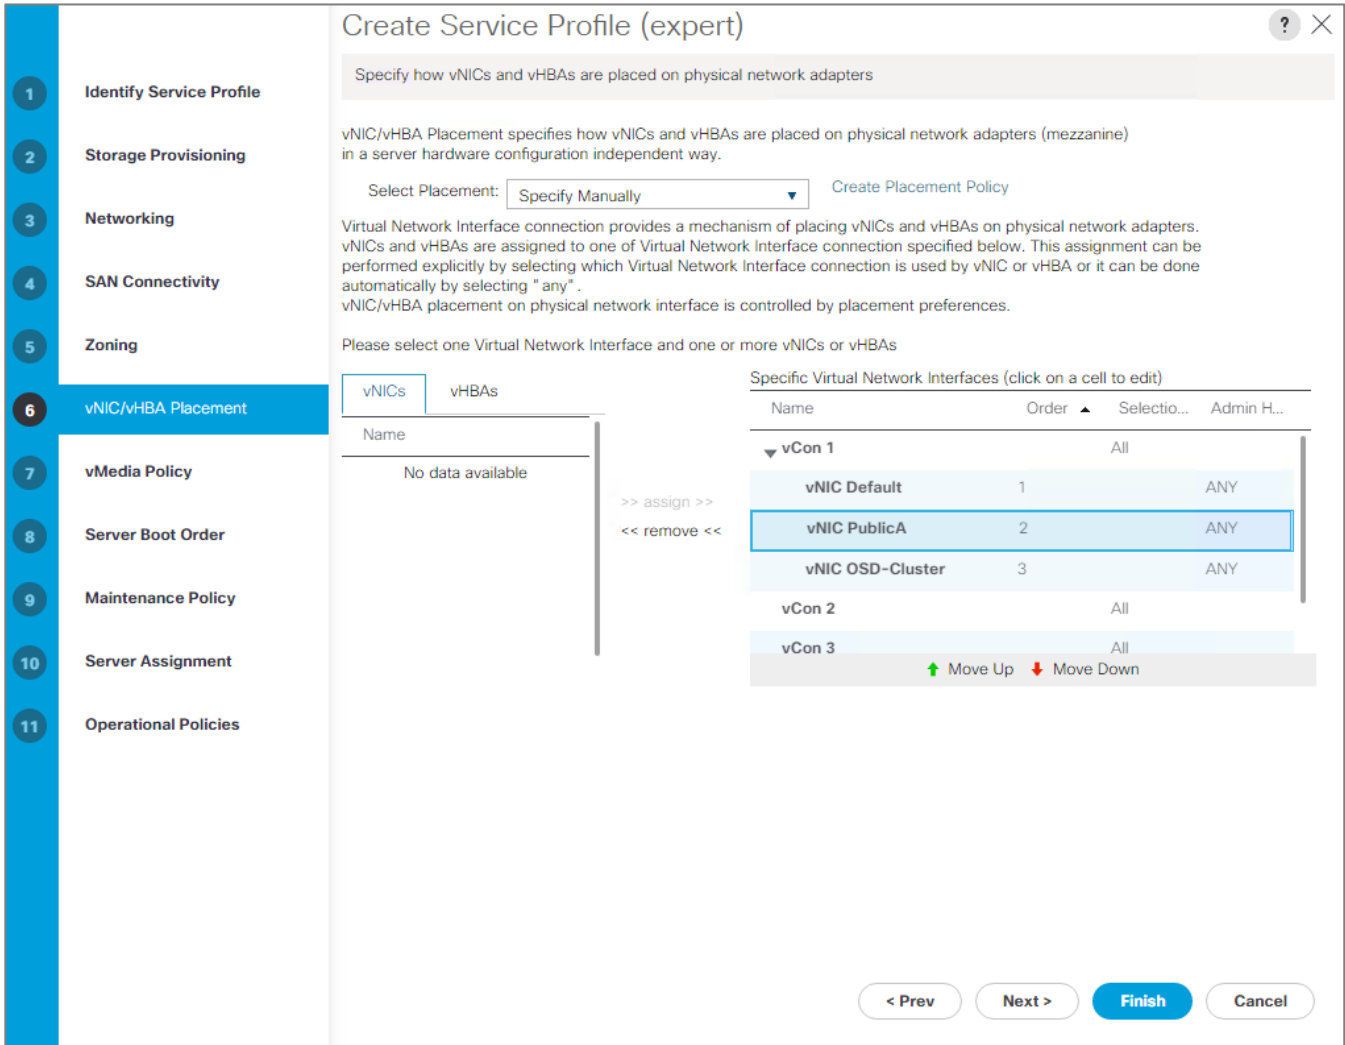 Create Service Profile (expert)
?
Specify how vNICs and vHBAs are placed on physical network adapters
1 Identify Service Profile
2 Storage Provisioning
3 Networking
4 SAN Connectivity
5 Zoning
6 vNIC/vHBA Placement
7 vMedia Policy
8 Server Boot Order
9 Maintenance Policy
10 Server Assignment
11 Operational Policies
vNIC/vHBA Placement specifies how vNICs and vHBAs are placed on physical network adapters (mezzanine)
in a server hardware configuration independent way.
Select Placement: Specify Manually Create Placement Policy
Virtual Network Interface connection provides a mechanism of placing vNICs and vHBAs on physical network adapters.
vNICs and vHBAs are assigned to one of Virtual Network Interface connection specified below. This assignment can be
performed explicitly by selecting which Virtual Network Interface connection is used by vNIC or vHBA or it can be done
automatically by selecting "any".
vNIC/vHBA placement on physical network interface is controlled by placement preferences.
Please select one Virtual Network Interface and one or more vNICs or vHBAs
vNICs vHBAs
Name
No data available
>> assign >>
<< remove <<
Specific Virtual Network Interfaces (click on a cell to edit)
Name Order Selectio... Admin H...
vCon 1 All
vNIC Default 1 ANY
vNIC PublicA 2 ANY
vNIC OSD-Cluster 3 ANY
vCon 2 All
vCon 3 All
Move Up Move Down
< Prev Next > Finish Cancel